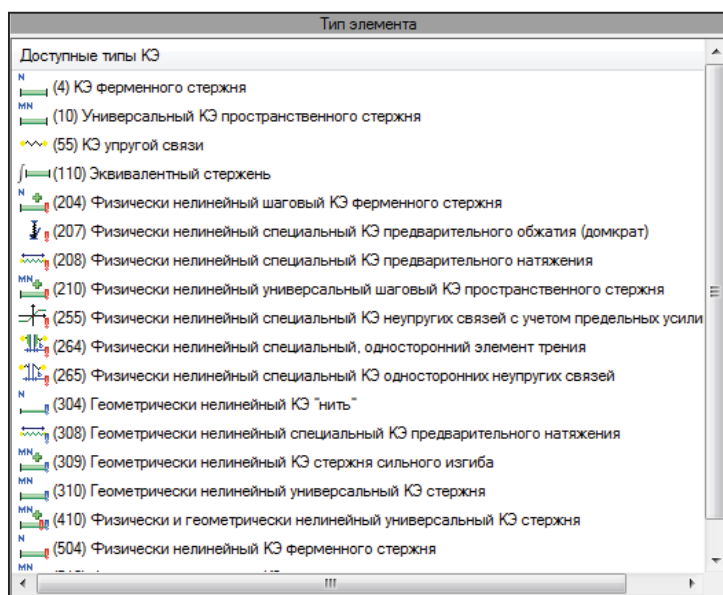 Тип элемента
Доступные типы КЭ
N (4) КЭ ферменного стержня
MN (10) Универсальный КЭ пространственного стержня
(55) КЭ упругой связи
(110) Эквивалентный стержень
N (204) Физически нелинейный шаговый КЭ ферменного стержня
(207) Физически нелинейный специальный КЭ предварительного обжатия (домкрат)
(208) Физически нелинейный специальный КЭ предварительного натяжения
MN (210) Физически нелинейный универсальный шаговый КЭ пространственного стержня
(255) Физически нелинейный специальный КЭ неупругих связей с учетом предельных усили
(264) Физически нелинейный специальный, односторонний элемент трения
(265) Физически нелинейный специальный КЭ односторонних неупругих связей
N (304) Геометрически нелинейный КЭ "нить"
(308) Геометрически нелинейный специальный КЭ предварительного натяжения
MN (309) Геометрически нелинейный КЭ стержня сильного изгиба
MN (310) Геометрически нелинейный универсальный КЭ стержня
MN (410) Физически и геометрически нелинейный универсальный КЭ стержня
N (504) Физически нелинейный КЭ ферменного стержня
MN